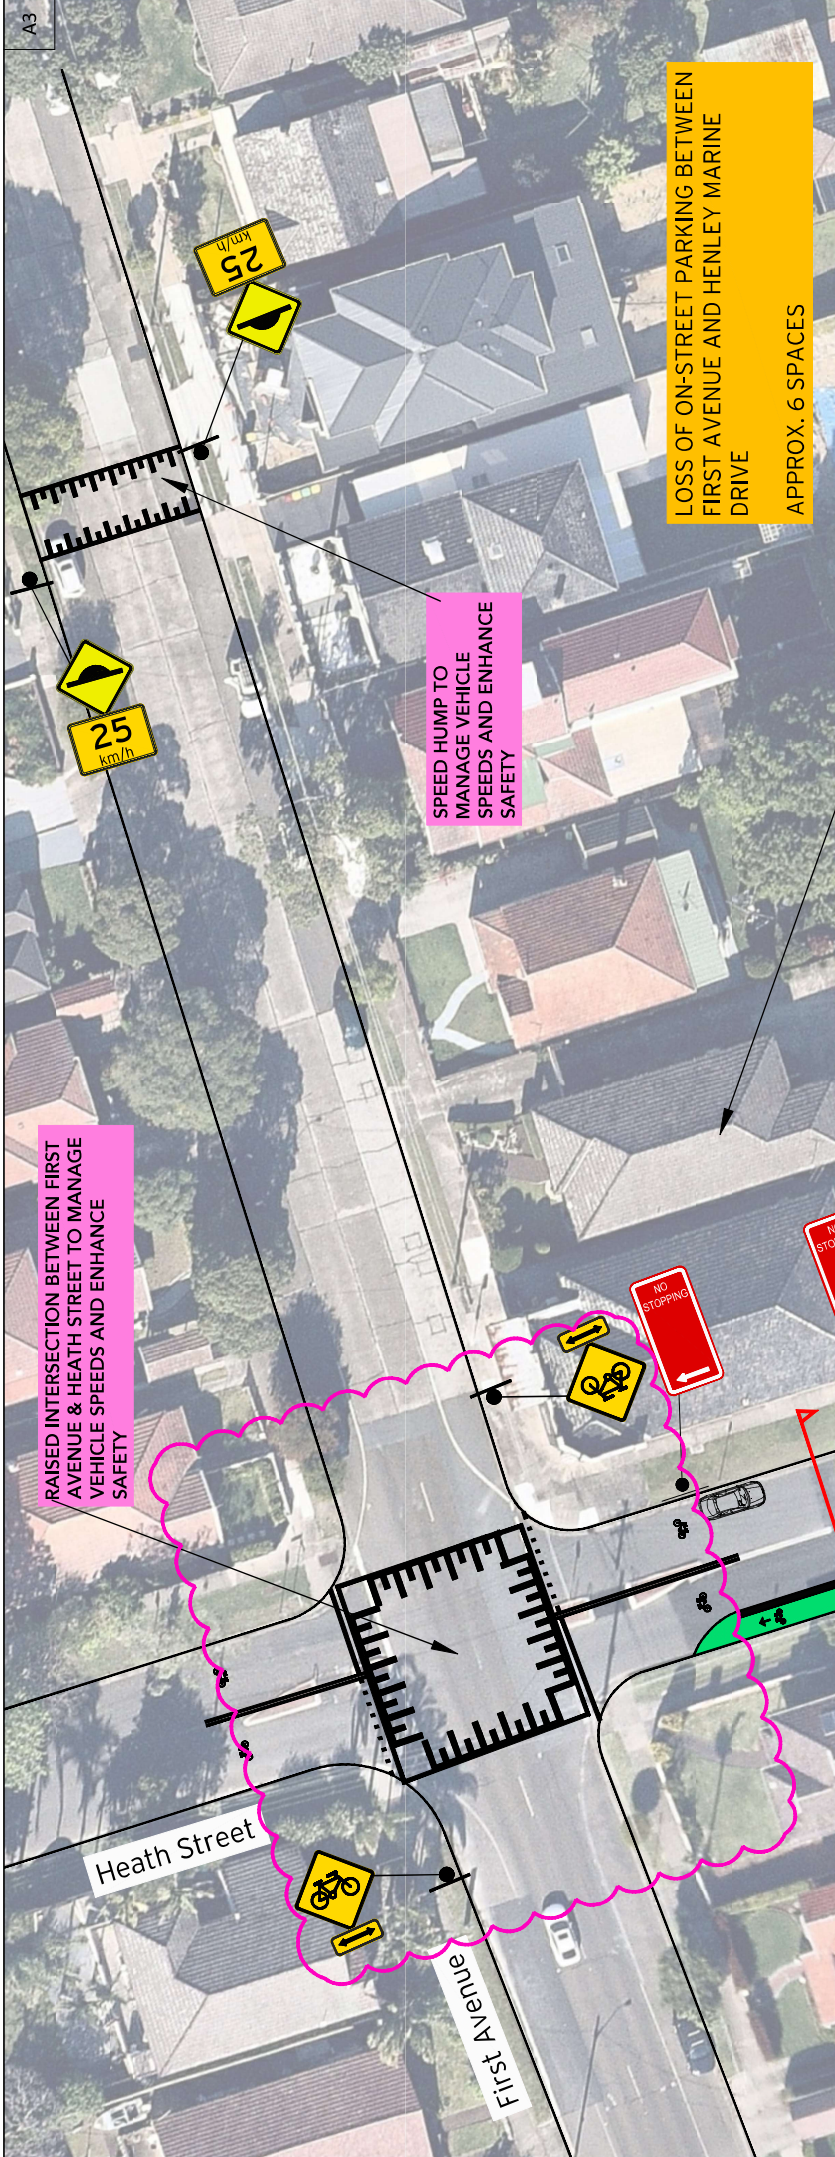 A3
LOSS OF ON-STREET PARKING BETWEEN
FIRST AVENUE AND HENLEY MARINE
DRIVE
APPROX. 6 SPACES
25
km/h
25
km/h
SPEED HUMP TO
MANAGE VEHICLE
SPEEDS AND ENHANCE
SAFETY
RAISED INTERSECTION BETWEEN FIRST
AVENUE & HEATH STREET TO MANAGE
VEHICLE SPEEDS AND ENHANCE
SAFETY
NO
STOPPING
Heath Street
First Avenue